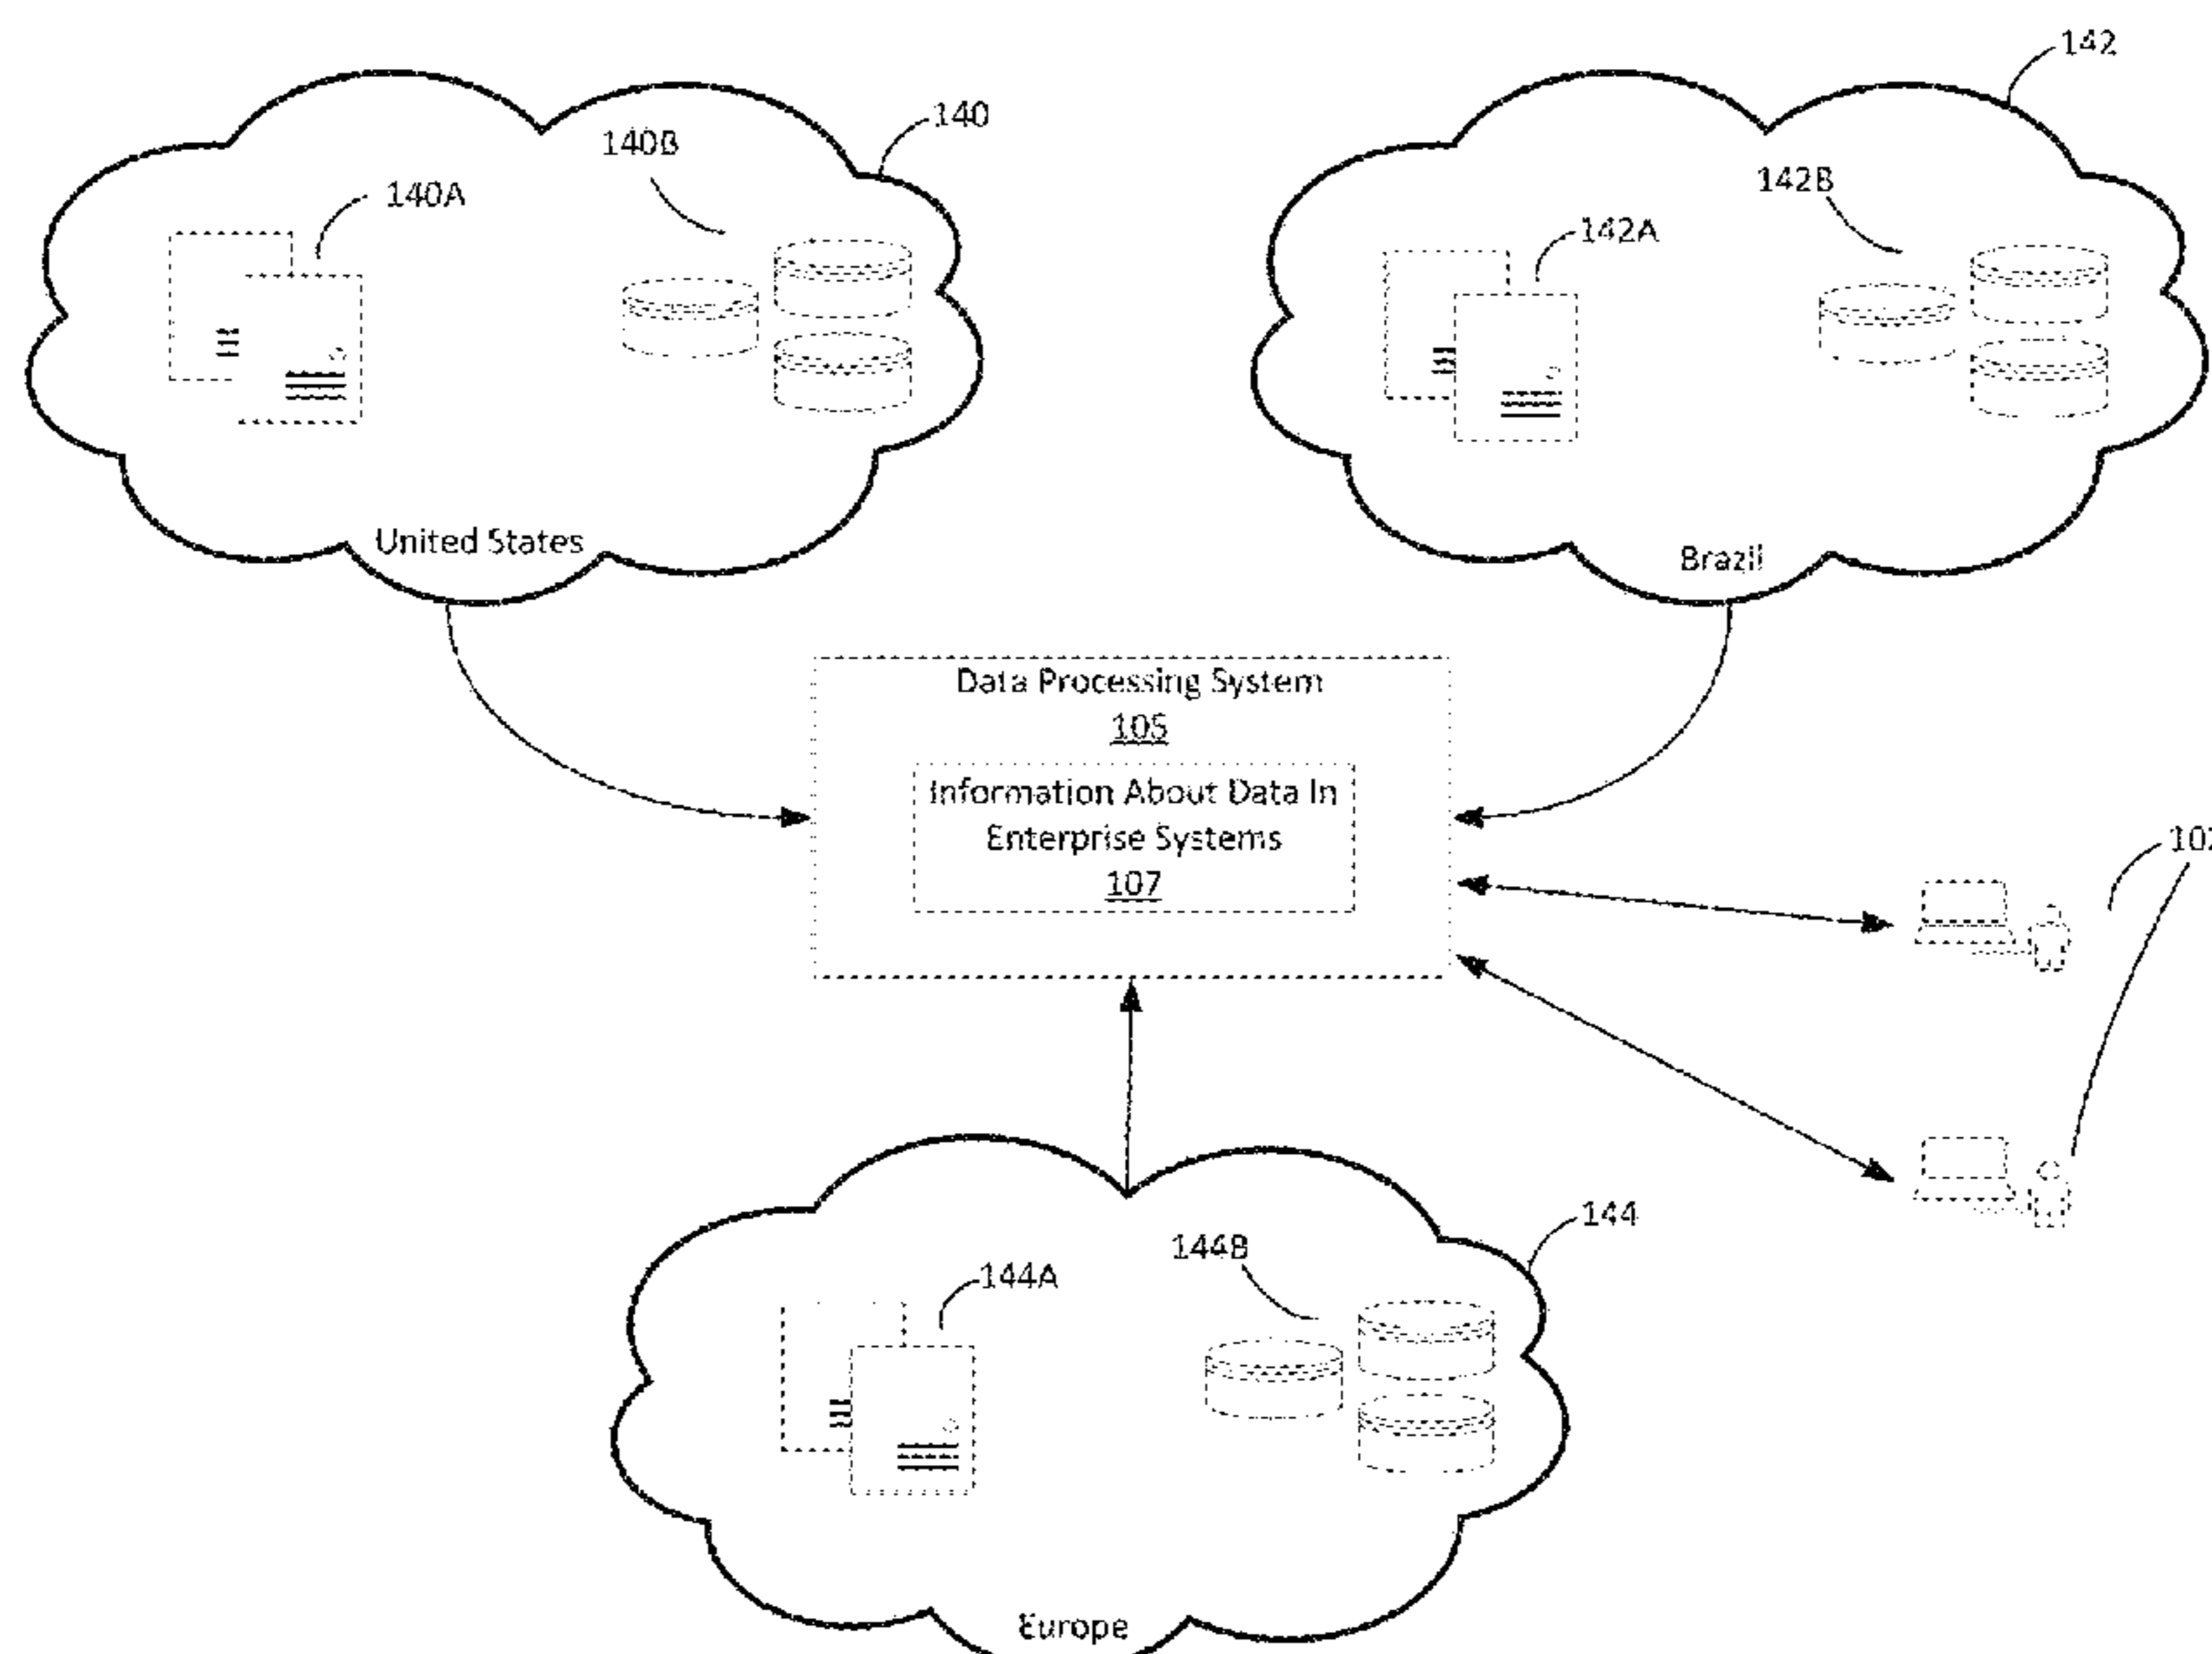 142
140
140B
140A
142B
142A
United States
Brazil
Data Processing System
105
Information About Data In
Enterprise Systems
107
102
144
144B
144A
Europe